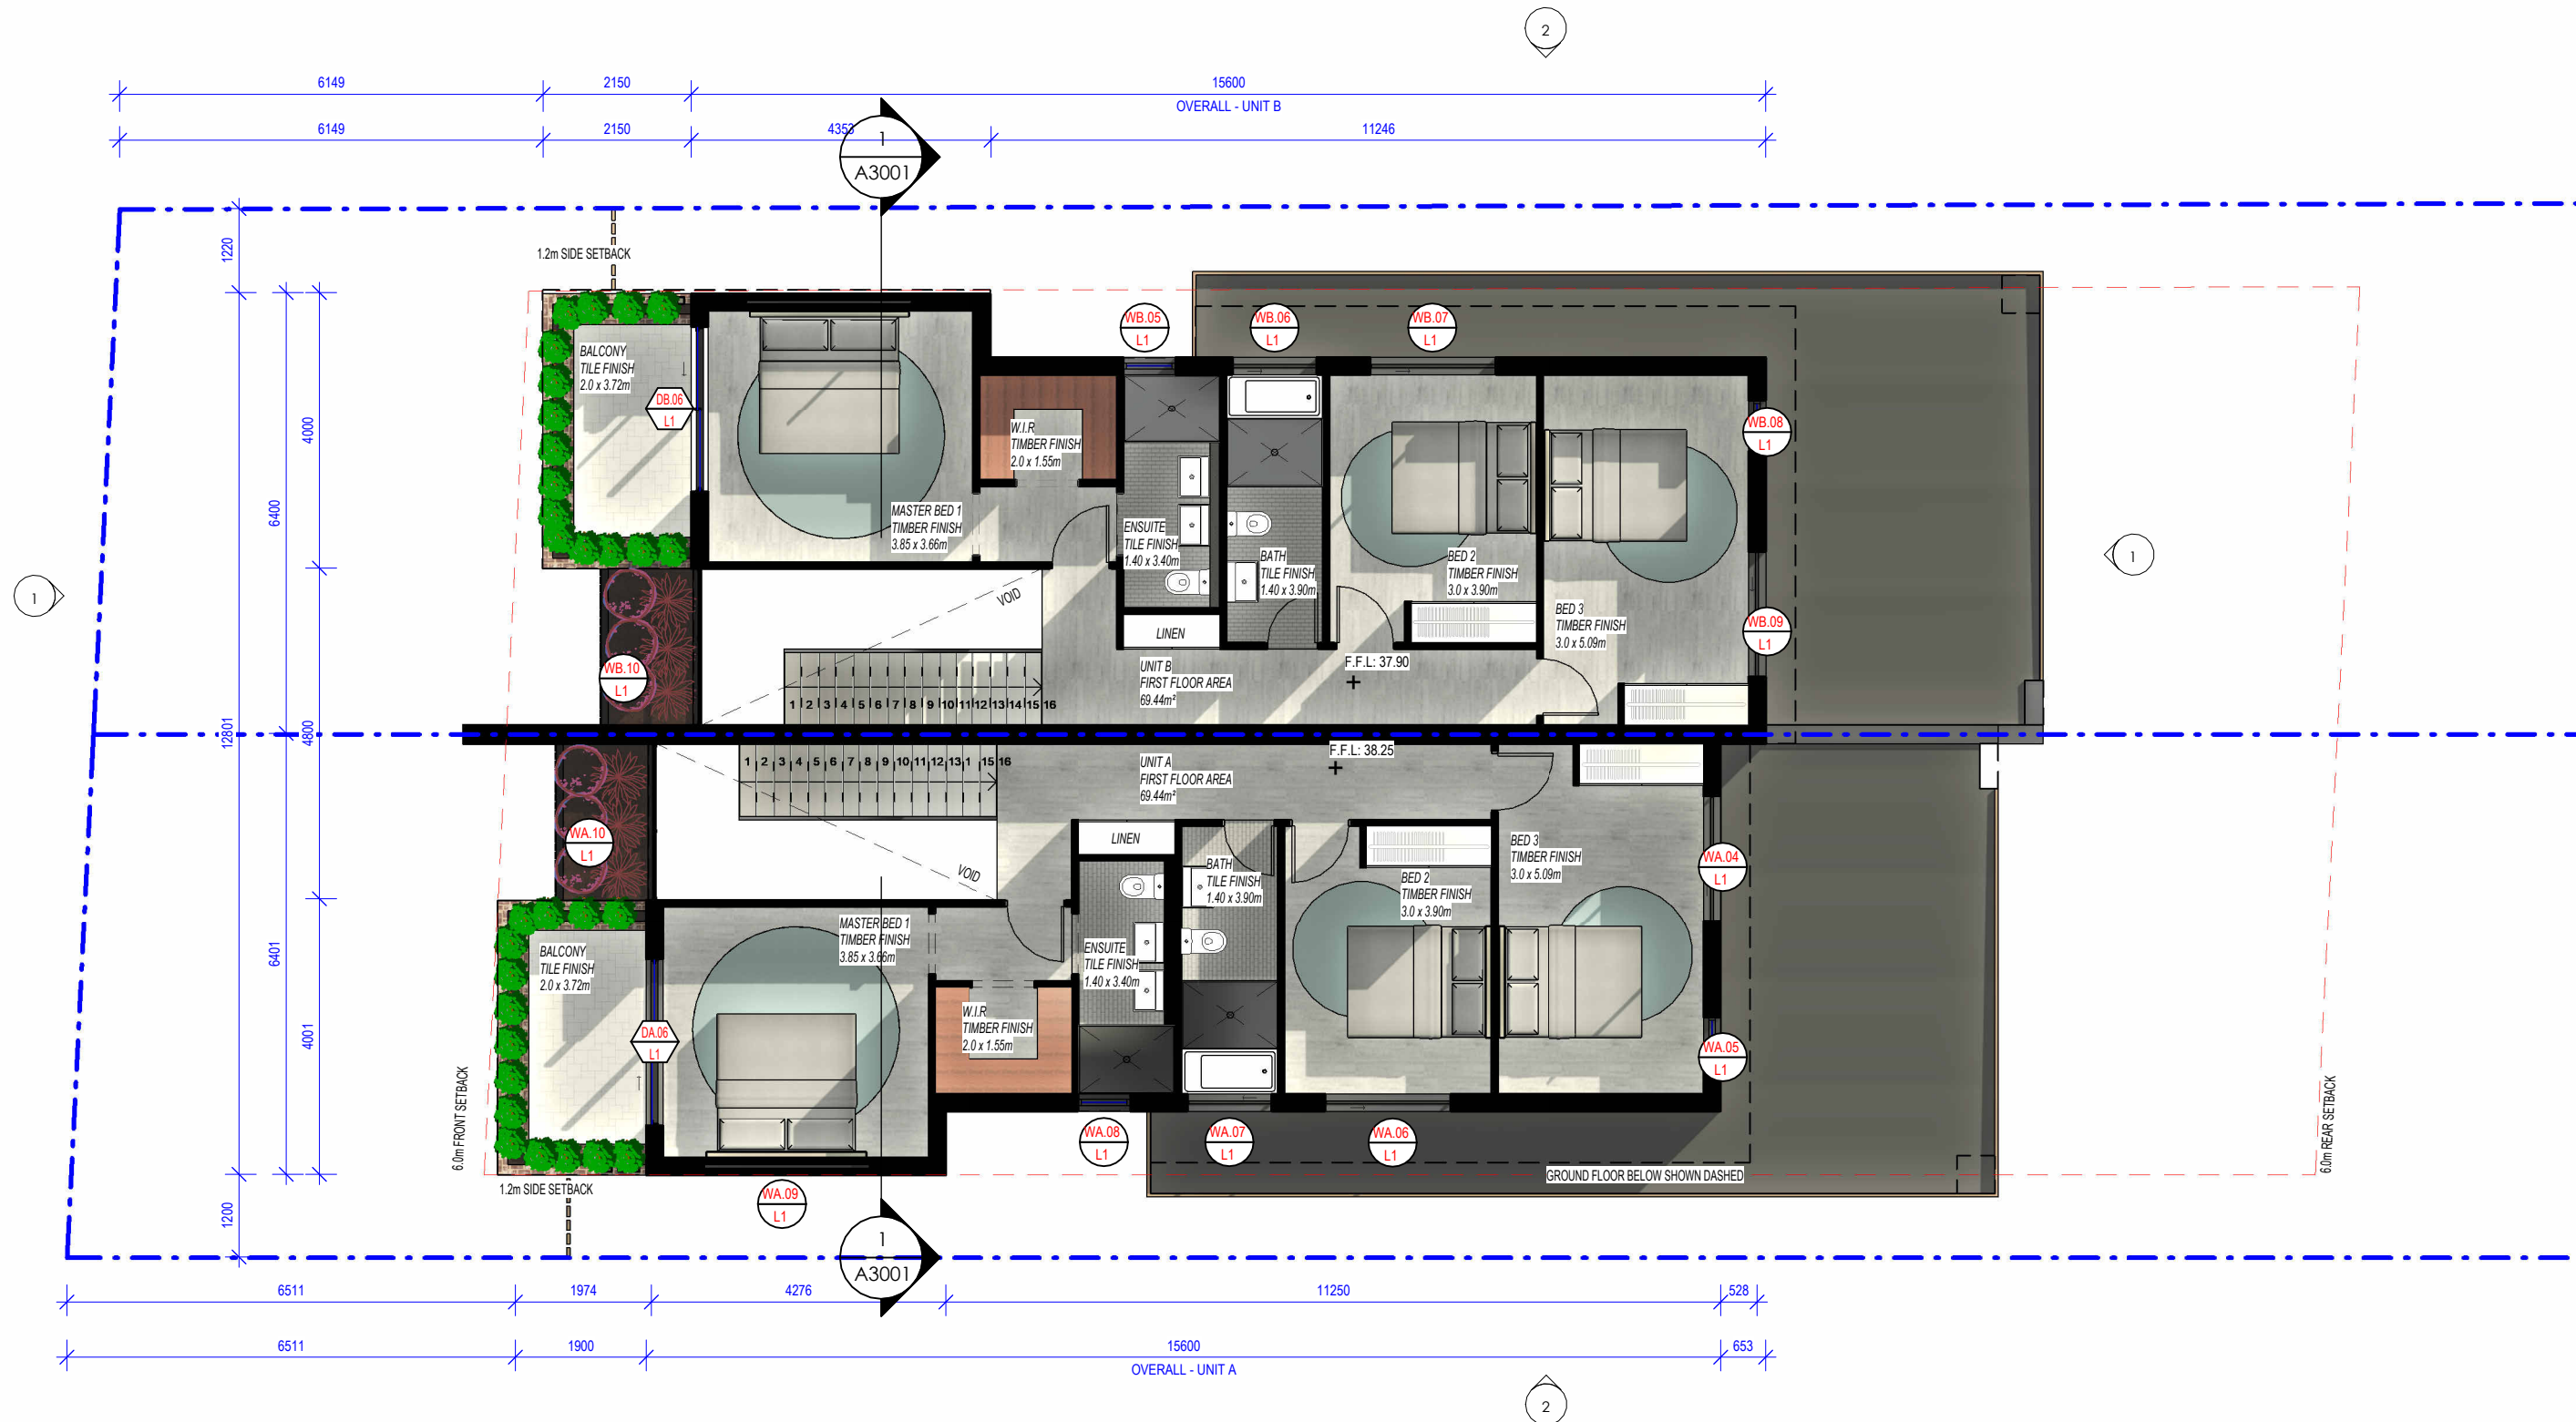 2
6149
2150
15600
OVERALL - UNIT B
6149
2150
4353
11246
1
A3001
1220
1.2m SIDE SETBACK
WB.05
L1
WB.06
L1
WB.07
L1
BALCONY
TILE FINISH
2.0 x 3.72m
DB.06
L1
W.I.R
TIMBER FINISH
2.0 x 1.55m
WB.08
L1
4000
6400
MASTER BED 1
TIMBER FINISH
3.85 x 3.66m
ENSUITE
TILE FINISH
1.40 x 3.40m
BATH
TILE FINISH
1.40 x 3.90m
BED 2
TIMBER FINISH
3.0 x 3.90m
BED 3
TIMBER FINISH
3.0 x 5.09m
1
1
VOID
LINEN
WB.09
L1
WB.10
L1
UNIT B
FIRST FLOOR AREA
69.44m²
F.F.L: 37.90
1 2 3 4 5 6 7 8 9 10 11 12 13 14 15 16
12801
4800
1 2 3 4 5 6 7 8 9 10 11 12 13 1 15 16
UNIT A
FIRST FLOOR AREA
69.44m²
F.F.L: 38.25
WA.10
L1
VOID
LINEN
BATH
TILE FINISH
1.40 x 3.90m
BED 2
TIMBER FINISH
3.0 x 3.90m
BED 3
TIMBER FINISH
3.0 x 5.09m
WA.04
L1
6401
4001
BALCONY
TILE FINISH
2.0 x 3.72m
MASTER BED 1
TIMBER FINISH
3.85 x 3.66m
ENSUITE
TILE FINISH
1.40 x 3.40m
DA.06
L1
W.I.R
TIMBER FINISH
2.0 x 1.55m
WA.05
L1
6.0m FRONT SETBACK
6.0m REAR SETBACK
WA.08
L1
WA.07
L1
WA.06
L1
GROUND FLOOR BELOW SHOWN DASHED
1.2m SIDE SETBACK
WA.09
L1
1200
1
A3001
6511
1974
4276
11250
528
6511
1900
15600
653
OVERALL - UNIT A
2